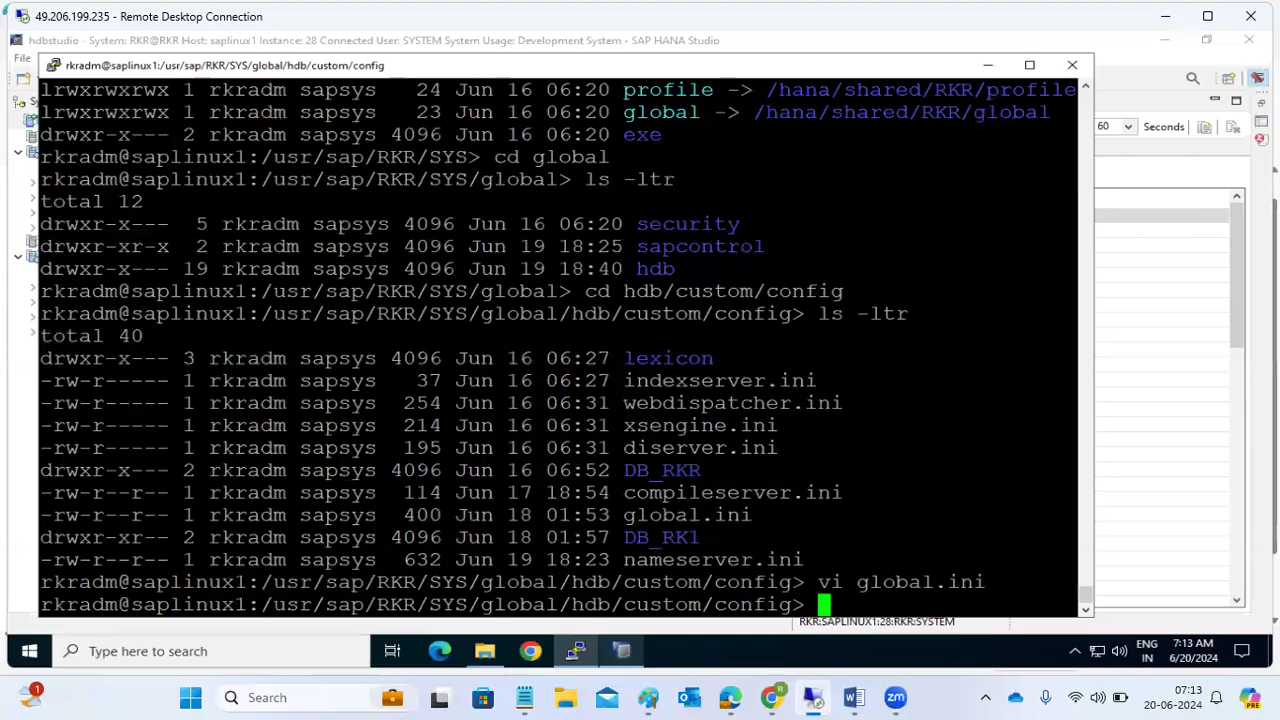 49.206.199.235 - Remote Desktop Connection
hdbstudio - System: RKR@RKR Host: saplinux1 Instance: 28 Connected User: SYSTEM System Usage: Development System - SAP HANA Studio
File
rkradm@saplinux1:/usr/sap/RKR/SYS/global/hdb/custom/config
lrwxrwxrwx 1 rkradm sapsys 24 Jun 16 06:20 profile -> /hana/shared/RKR/profile
lrwxrwxrwx 1 rkradm sapsys 23 Jun 16 06:20 global -> /hana/shared/RKR/global
drwxr-x--- 2 rkradm sapsys 4096 Jun 16 06:20 exe
rkradm@saplinux1:/usr/sap/RKR/SYS> cd global
rkradm@saplinux1:/usr/sap/RKR/SYS/global> ls -ltr
total 12
drwxr-x--- 5 rkradm sapsys 4096 Jun 16 06:20 security
drwxr-xr-x 2 rkradm sapsys 4096 Jun 19 18:25 sapcontrol
drwxr-x--- 19 rkradm sapsys 4096 Jun 19 18:40 hdb
rkradm@saplinux1:/usr/sap/RKR/SYS/global> cd hdb/custom/config
rkradm@saplinux1:/usr/sap/RKR/SYS/global/hdb/custom/config> ls -ltr
total 40
drwxr-x--- 3 rkradm sapsys 4096 Jun 16 06:27 lexicon
-rw-r----- 1 rkradm sapsys 37 Jun 16 06:27 indexserver.ini
-rw-r----- 1 rkradm sapsys 254 Jun 16 06:31 webdispatcher.ini
-rw-r----- 1 rkradm sapsys 214 Jun 16 06:31 xsengine.ini
-rw-r----- 1 rkradm sapsys 195 Jun 16 06:31 diserver.ini
drwxr-x--- 2 rkradm sapsys 4096 Jun 16 06:52 DB_RKR
-rw-r--r-- 1 rkradm sapsys 114 Jun 17 18:54 compileserver.ini
-rw-r--r-- 1 rkradm sapsys 400 Jun 18 01:53 global.ini
drwxr-xr-- 2 rkradm sapsys 4096 Jun 18 01:57 DB_RK1
-rw-r--r-- 1 rkradm sapsys 632 Jun 19 18:23 nameserver.ini
rkradm@saplinux1:/usr/sap/RKR/SYS/global/hdb/custom/config> vi global.ini
rkradm@saplinux1:/usr/sap/RKR/SYS/global/hdb/custom/config>
60 Seconds
RKR:SAPLINUX1:28:RKR:SYSTEM
Type here to search
ENG
IN
7:13 AM
6/20/2024
1
Search
07:13
20-06-2024
zm
PRE